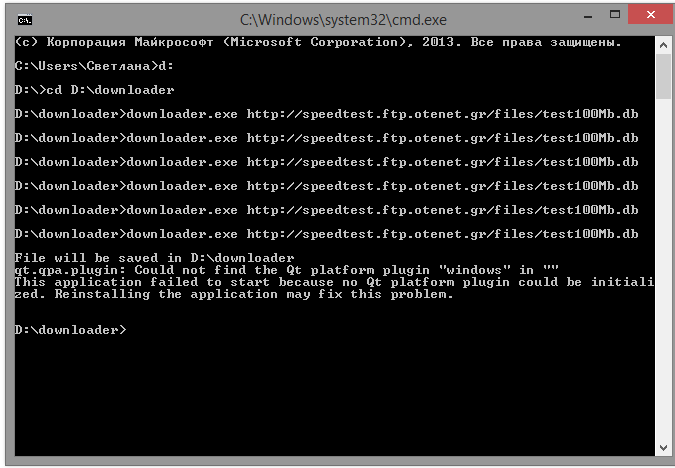 C:\Windows\system32\cmd.exe
(c) Корпорация Майкрософт (Microsoft Corporation), 2013. Все права защищены.
C:\Users\Светлана>d:
D:\>cd D:\downloader
D:\downloader>downloader.exe http://speedtest.ftp.otenet.gr/files/test100Mb.db
D:\downloader>downloader.exe http://speedtest.ftp.otenet.gr/files/test100Mb.db
D:\downloader>downloader.exe http://speedtest.ftp.otenet.gr/files/test100Mb.db
D:\downloader>downloader.exe http://speedtest.ftp.otenet.gr/files/test100Mb.db
D:\downloader>downloader.exe http://speedtest.ftp.otenet.gr/files/test100Mb.db
D:\downloader>downloader.exe http://speedtest.ftp.otenet.gr/files/test100Mb.db
File will be saved in D:\downloader
qt.qpa.plugin: Could not find the Qt platform plugin "windows" in ""
This application failed to start because no Qt platform plugin could be initiali
zed. Reinstalling the application may fix this problem.
D:\downloader>